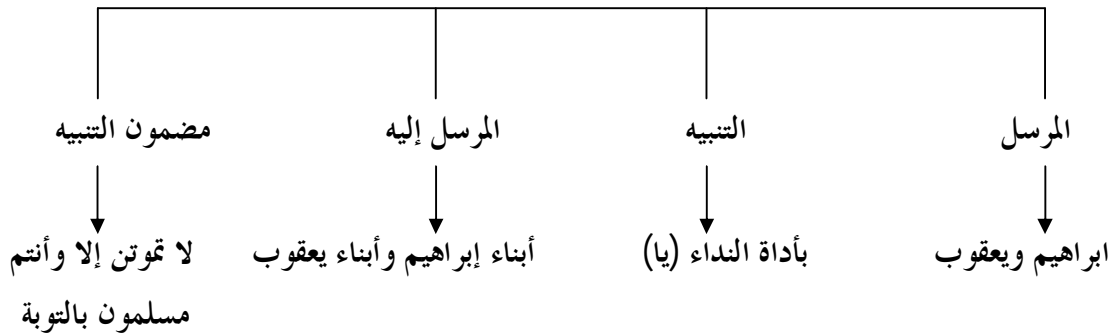 المرسل
التنبيه
المرسل إليه
مضمون التنبيه
ابراهيم ويعقوب
بأداة النداء (يا)
أبناء إبراهيم وأبناء يعقوب
لا تموتن إلا وأنتم
مسلمون بالتوبة